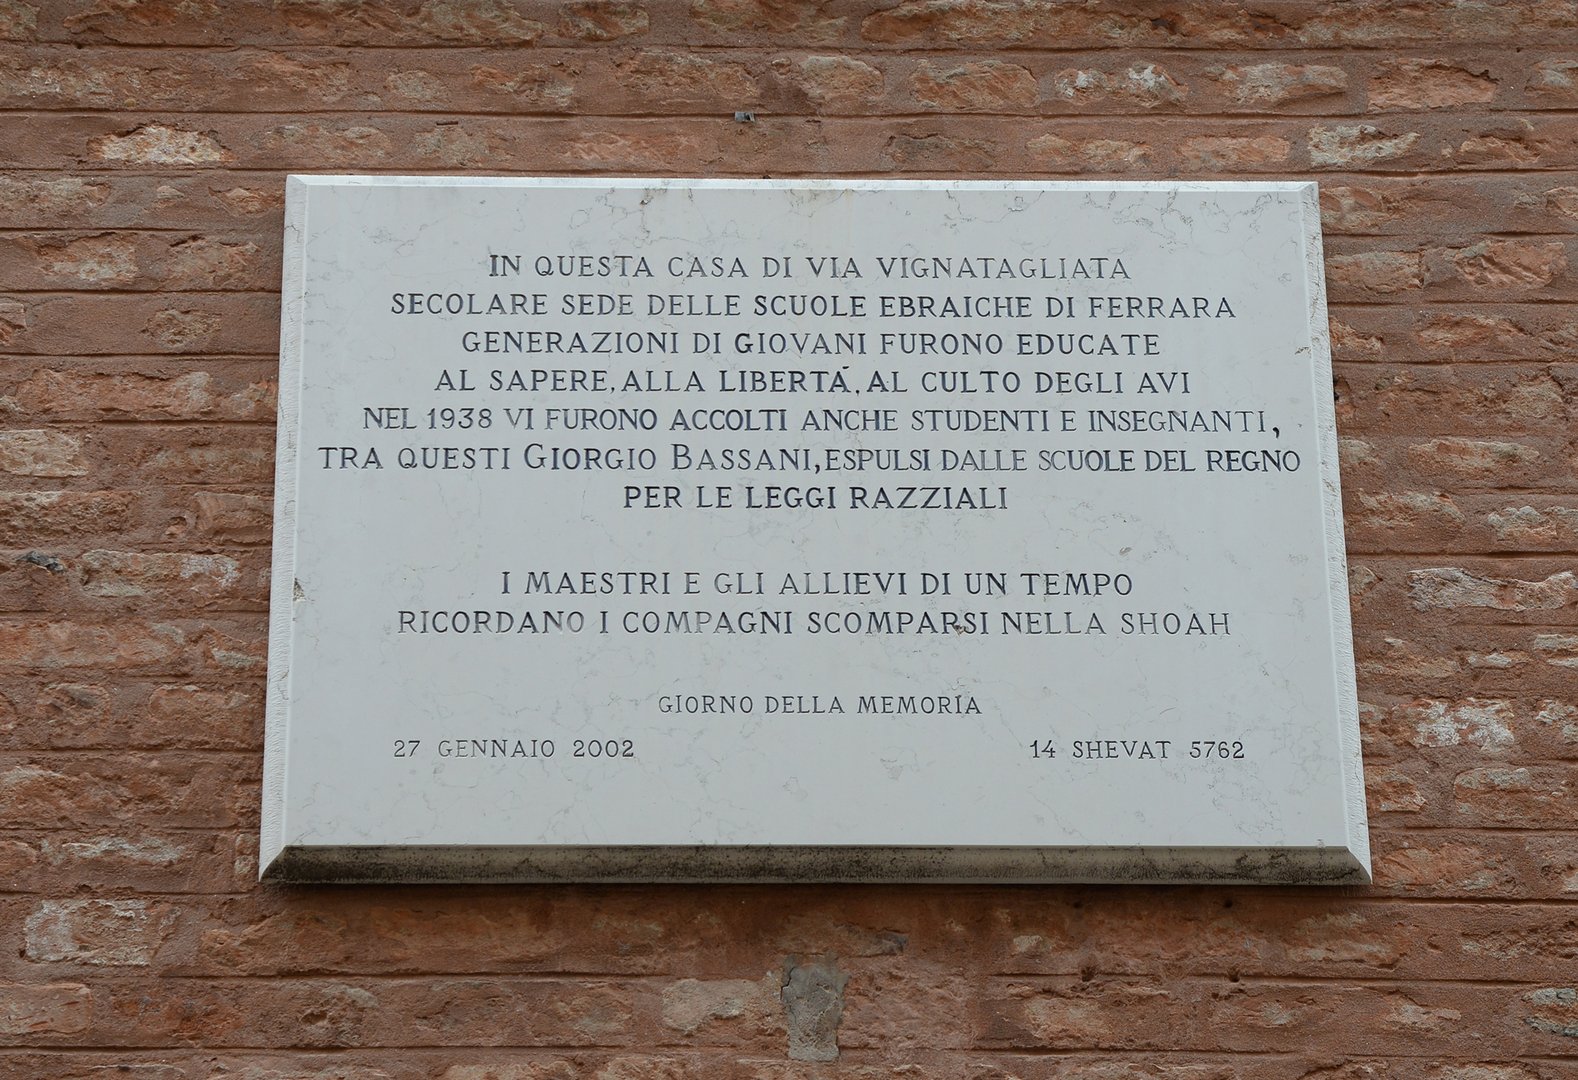 IN QUESTA CASA DI VIA VIGNATAGLIATA
SECOLARE SEDE DELLE SCUOLE EBRAICHE DI FERRARA
GENERAZIONI DI GIOVANI FURONO EDUCATE
AL SAPERE, ALLA LIBERTÀ, AL CULTO DEGLI AVI
NEL 1938 VI FURONO ACCOLTI ANCHE STUDENTI E INSEGNANTI,
TRA QUESTI GIORGIO BASSANI, ESPULSI DALLE SCUOLE DEL REGNO
PER LE LEGGI RAZZIALI
I MAESTRI E GLI ALLIEVI DI UN TEMPO
RICORDANO I COMPAGNI SCOMPARSI NELLA SHOAH
GIORNO DELLA MEMORIA
27 GENNAIO 2002 14 SHEVAT 5762